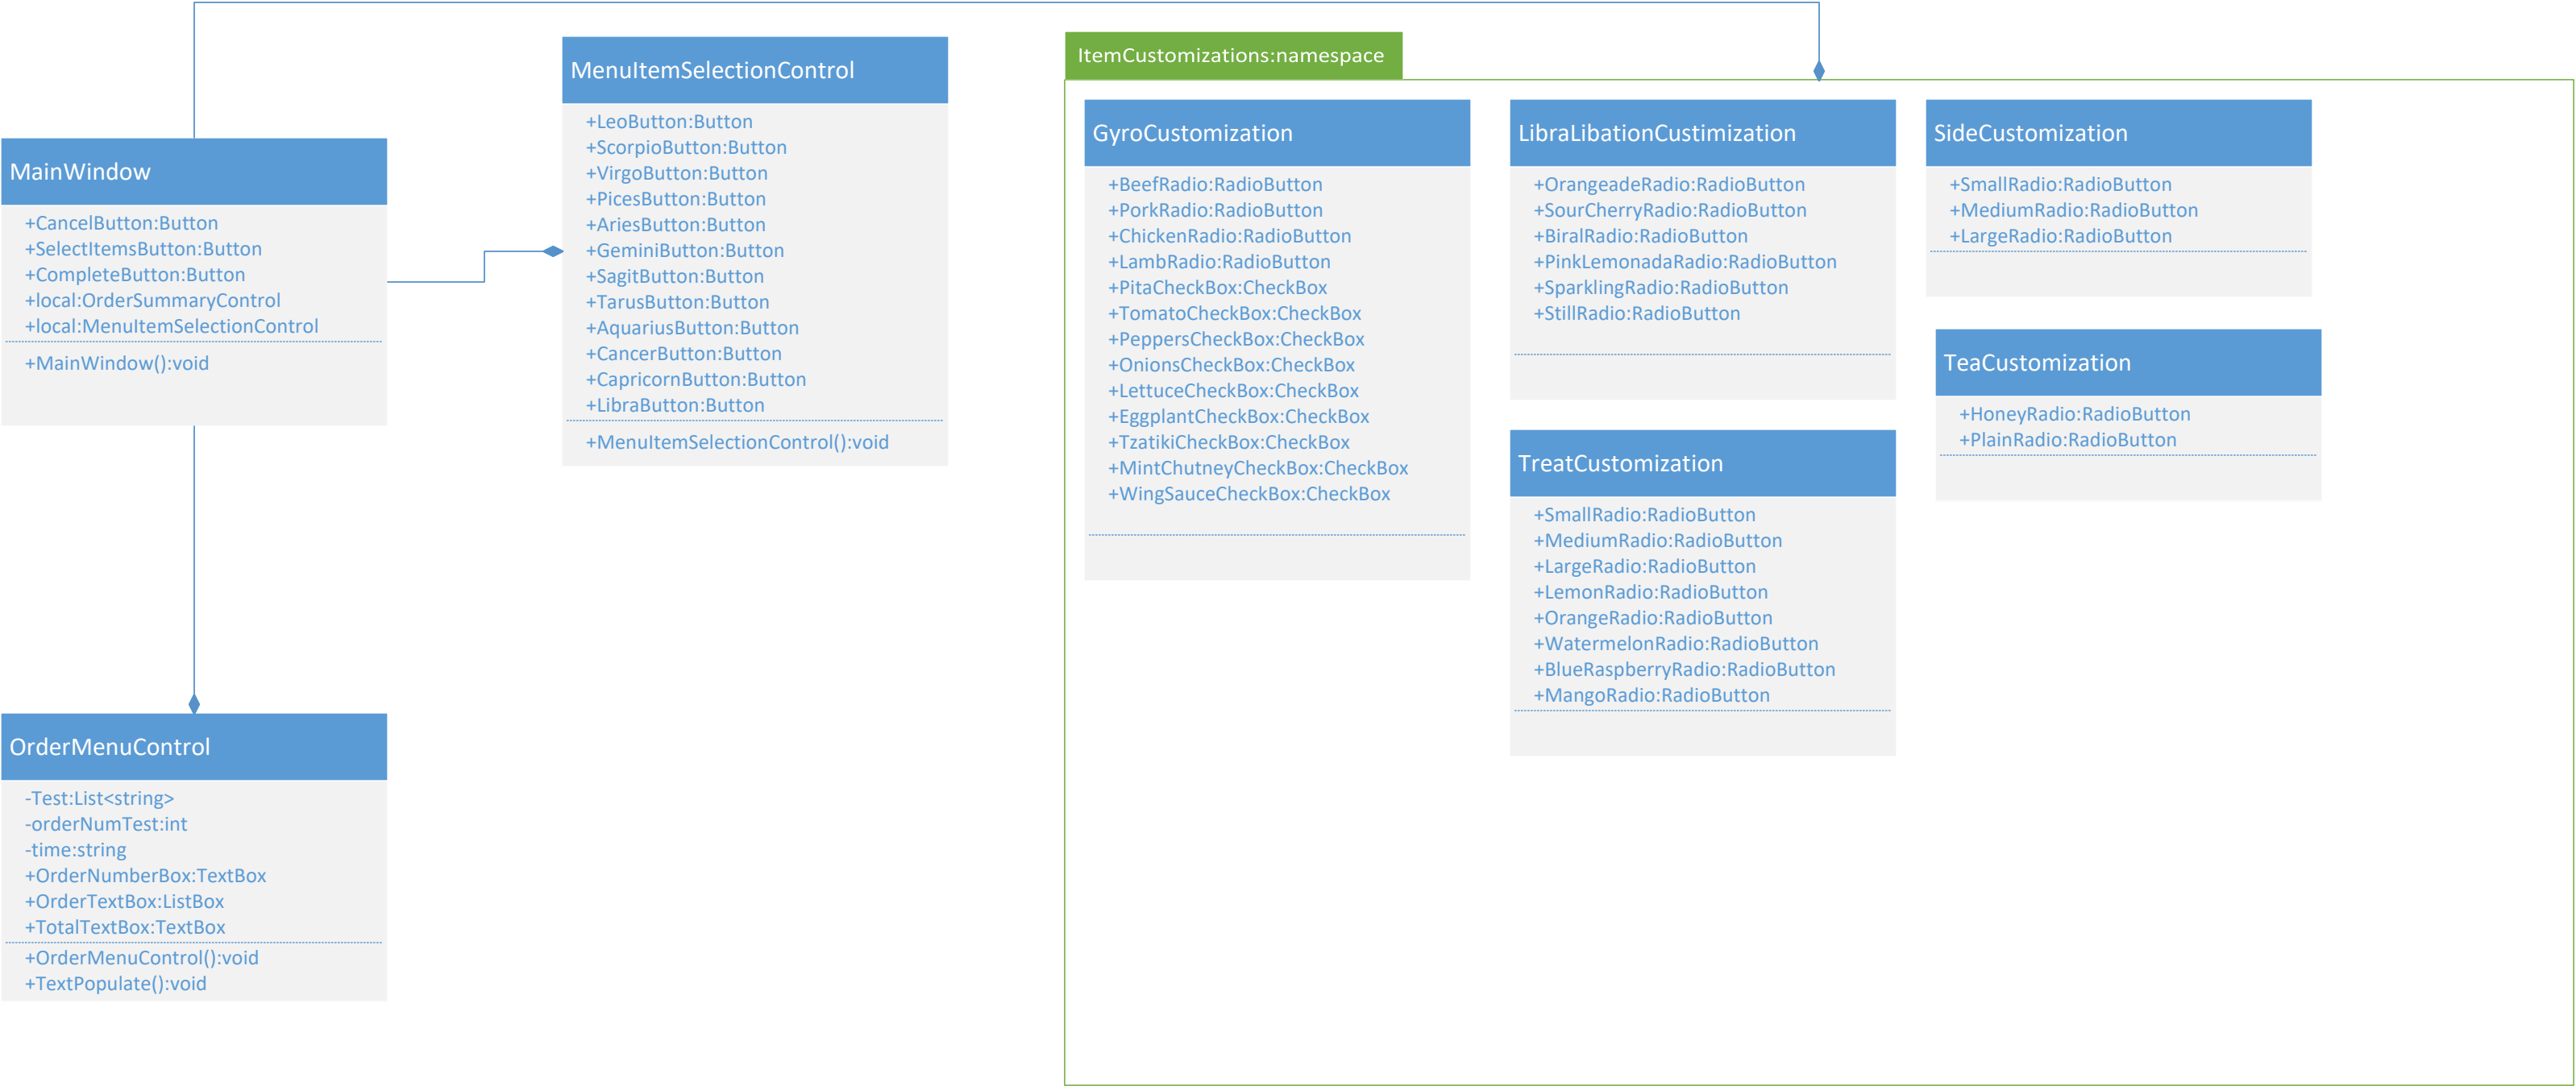 MainWindow
+CancelButton:Button
+SelectItemsButton:Button
+CompleteButton:Button
+local:OrderSummaryControl
+local:MenuItemSelectionControl
+MainWindow():void
MenuItemSelectionControl
+LeoButton:Button
+ScorpioButton:Button
+VirgoButton:Button
+PicesButton:Button
+AriesButton:Button
+GeminiButton:Button
+SagitButton:Button
+TarusButton:Button
+AquariusButton:Button
+CancerButton:Button
+CapricornButton:Button
+LibraButton:Button
+MenuItemSelectionControl():void
OrderMenuControl
-Test:List<string>
-orderNumTest:int
-time:string
+OrderNumberBox:TextBox
+OrderTextBox:ListBox
+TotalTextBox:TextBox
+OrderMenuControl():void
+TextPopulate():void
ItemCustomizations:namespace
GyroCustomization
+BeefRadio:RadioButton
+PorkRadio:RadioButton
+ChickenRadio:RadioButton
+LambRadio:RadioButton
+PitaCheckBox:CheckBox
+TomatoCheckBox:CheckBox
+PeppersCheckBox:CheckBox
+OnionsCheckBox:CheckBox
+LettuceCheckBox:CheckBox
+EggplantCheckBox:CheckBox
+TzatikiCheckBox:CheckBox
+MintChutneyCheckBox:CheckBox
+WingSauceCheckBox:CheckBox
LibraLibationCustimization
+OrangeadeRadio:RadioButton
+SourCherryRadio:RadioButton
+BiralRadio:RadioButton
+PinkLemonadaRadio:RadioButton
+SparklingRadio:RadioButton
+StillRadio:RadioButton
TreatCustomization
+SmallRadio:RadioButton
+MediumRadio:RadioButton
+LargeRadio:RadioButton
+LemonRadio:RadioButton
+OrangeRadio:RadioButton
+WatermelonRadio:RadioButton
+BlueRaspberryRadio:RadioButton
+MangoRadio:RadioButton
SideCustomization
+SmallRadio:RadioButton
+MediumRadio:RadioButton
+LargeRadio:RadioButton
TeaCustomization
+HoneyRadio:RadioButton
+PlainRadio:RadioButton